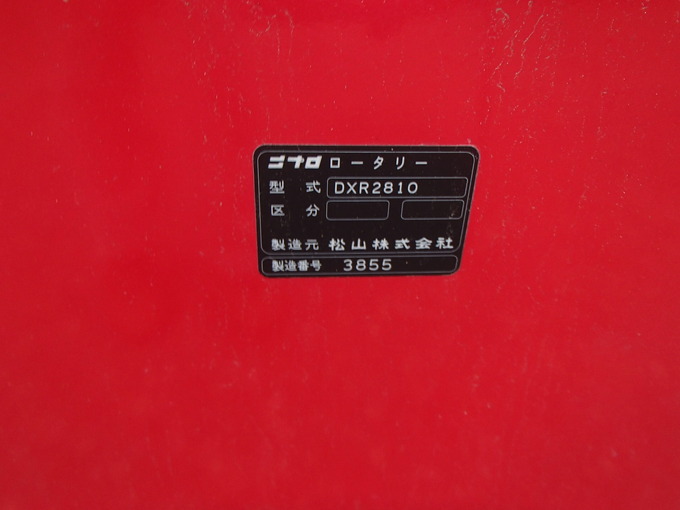 ニプロ ロータリー
型式 DXR2810
区分
製造元 松山株式会社
製造番号 3855